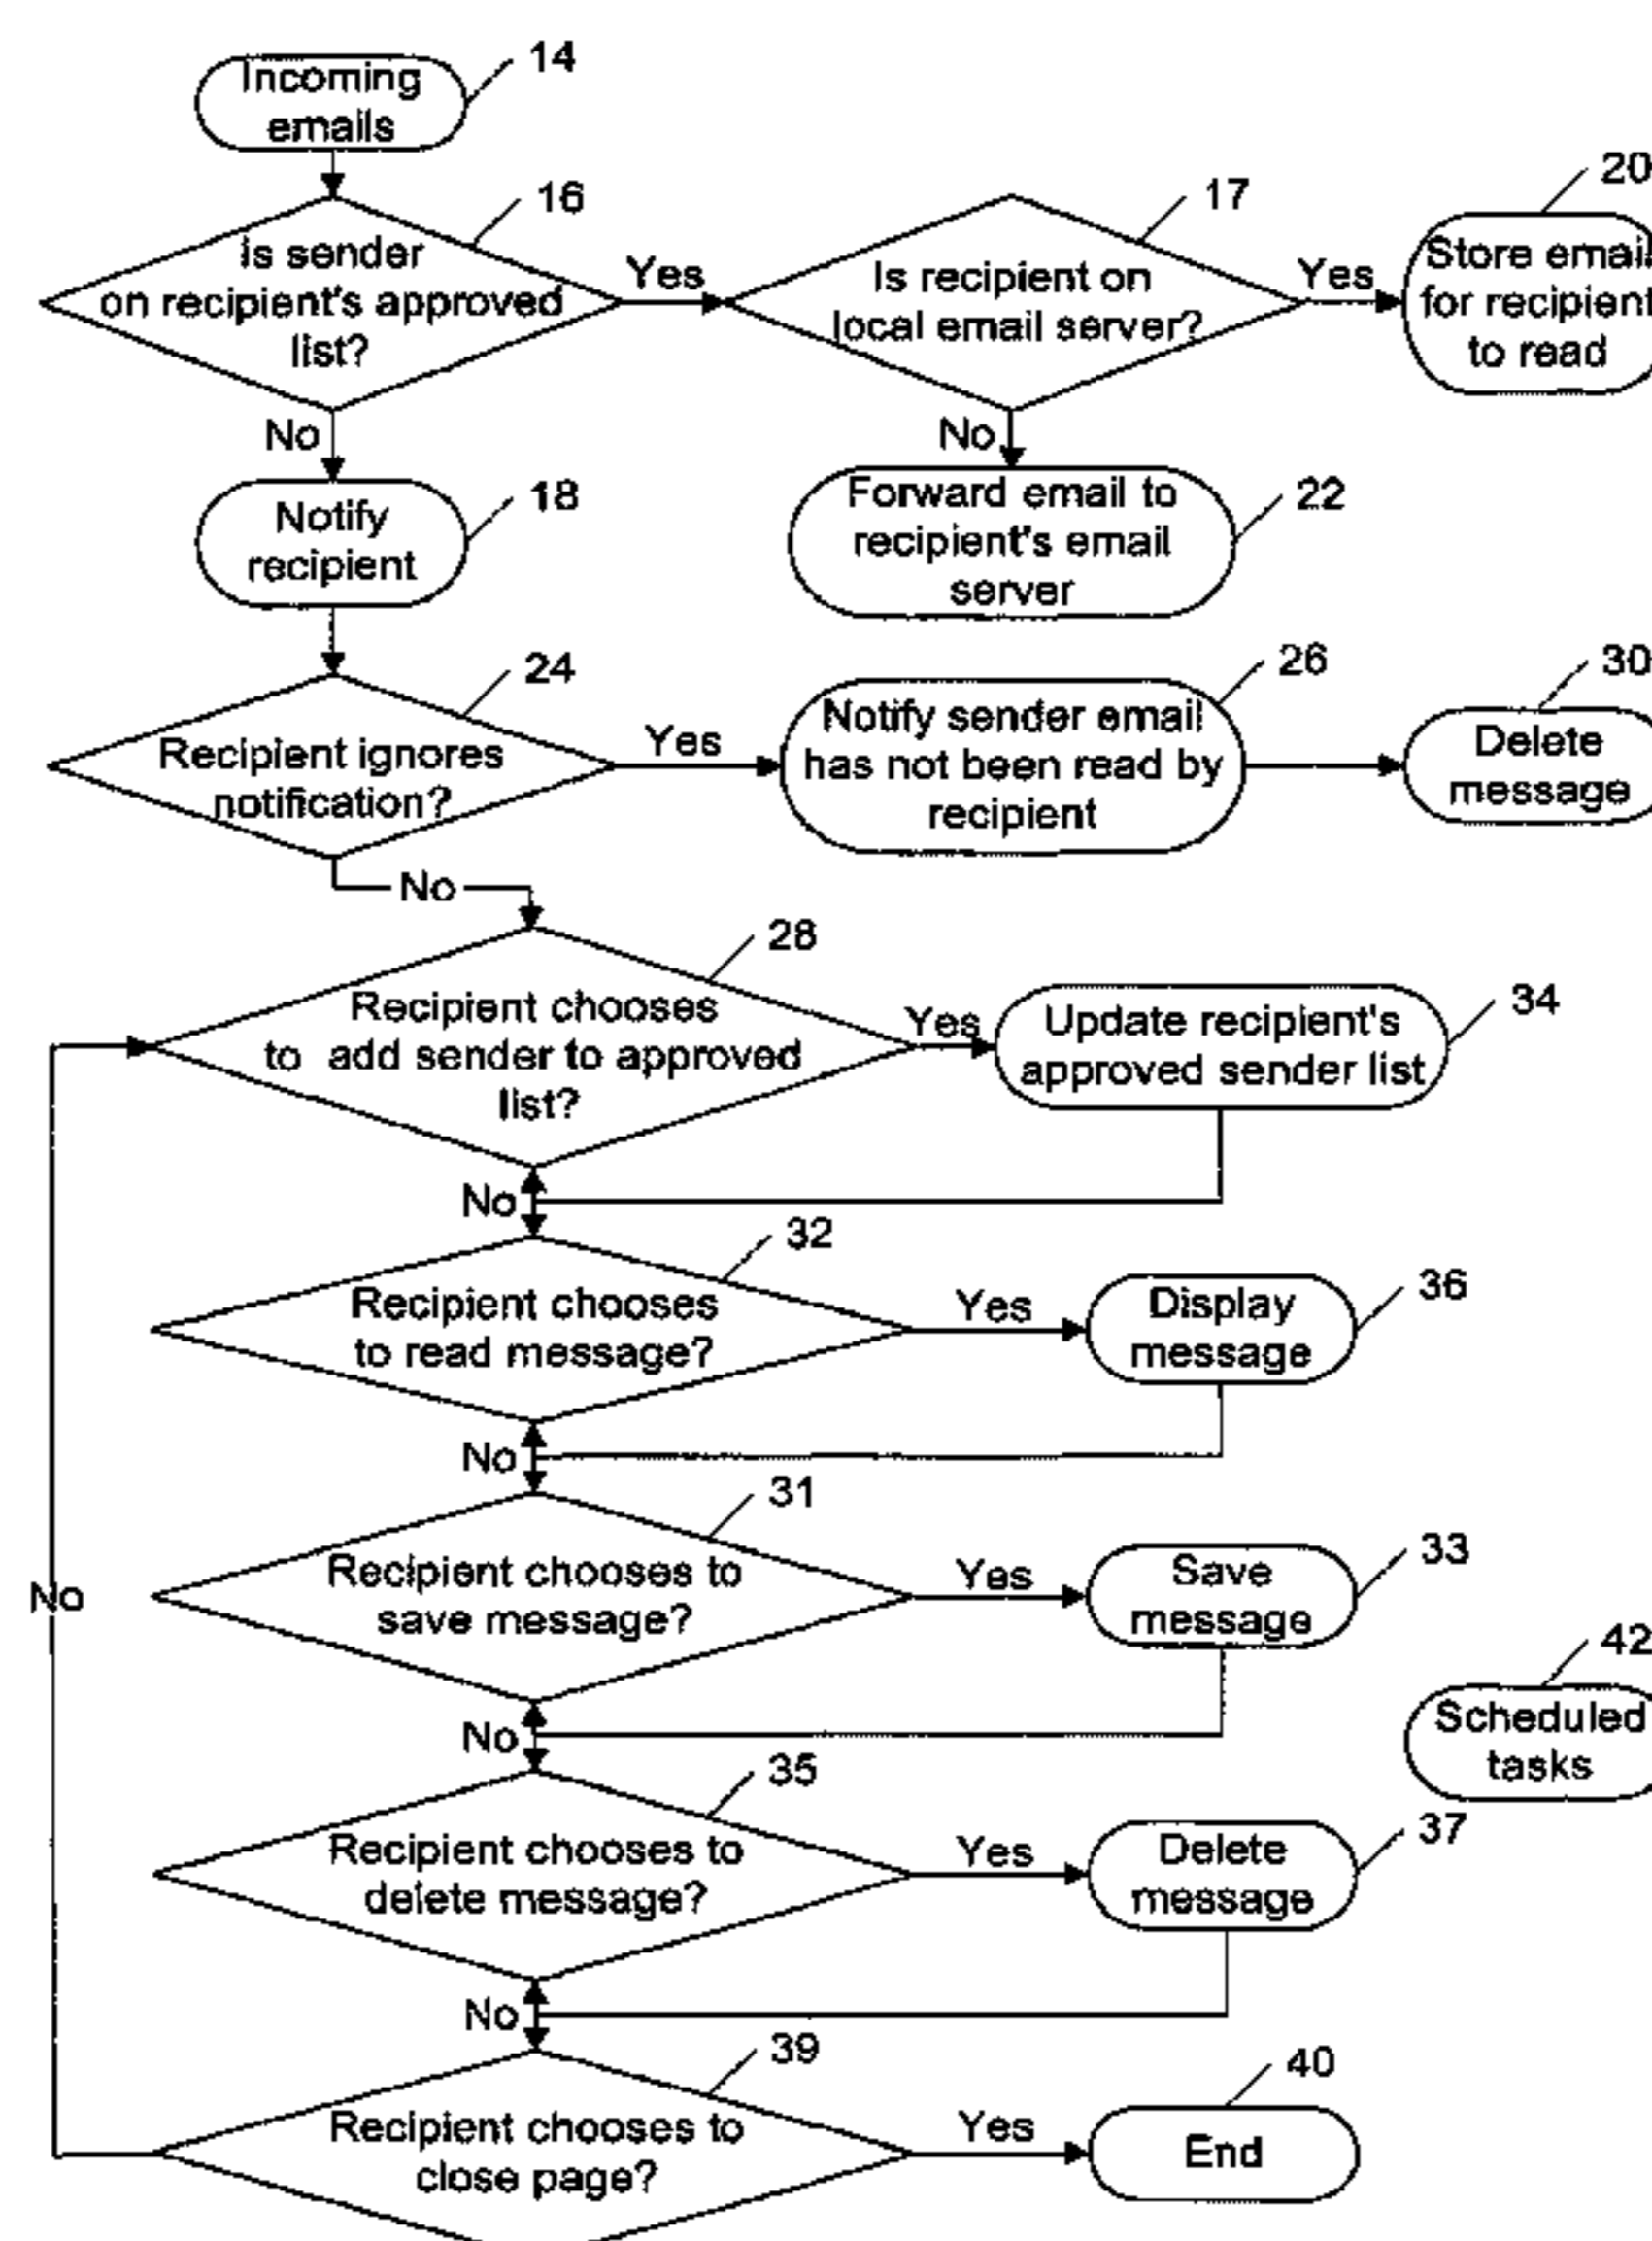 14
Incoming
emails
16
Is sender
on recipient's approved
list?
Yes
17
Is recipient on
local email server?
Yes
20
Store email
for recipient
to read
No
No
18
Notify
recipient
Forward email to
recipient's email
server
22
24
Recipient ignores
notification?
Yes
26
Notify sender email
has not been read by
recipient
30
Delete
message
No
28
Recipient chooses
to add sender to approved
list?
Yes
34
Update recipient's
approved sender list
No
32
Recipient chooses
to read message?
Yes
36
Display
message
No
31
Recipient chooses to
save message?
Yes
33
Save
message
No
42
Scheduled
tasks
No
35
Recipient chooses to
delete message?
Yes
37
Delete
message
No
39
Recipient chooses to
close page?
Yes
40
End